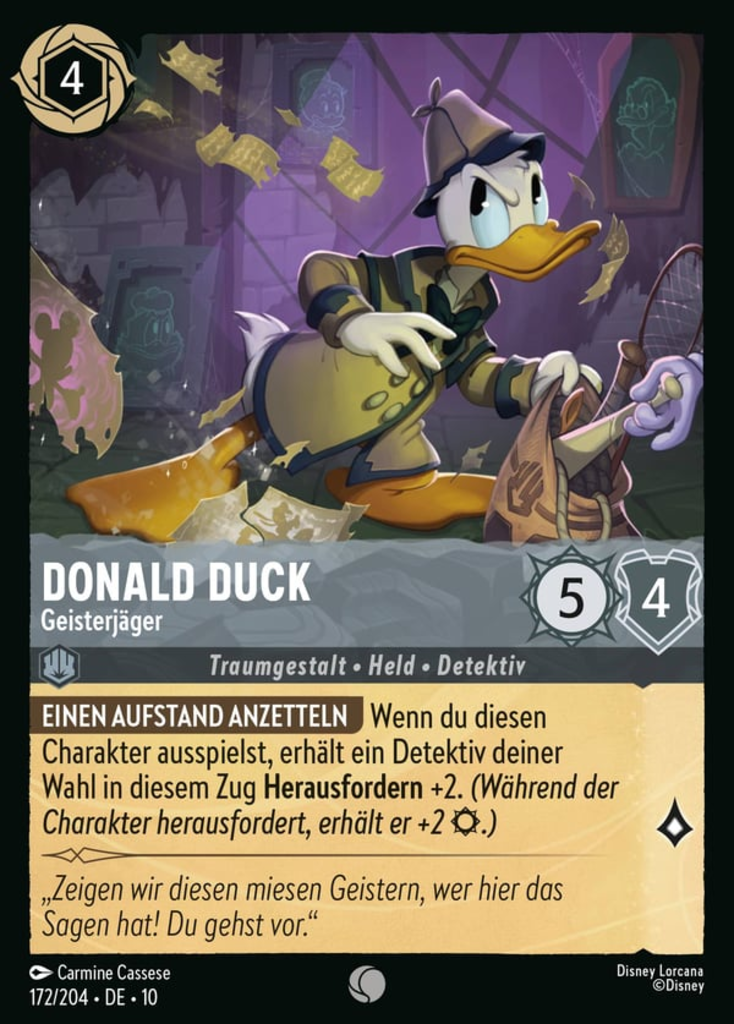 4
DONALD DUCK
Geisterjäger
5
4
Traumgestalt • Held • Detektiv
EINEN AUFSTAND ANZETTELN Wenn du diesen
Charakter ausspielst, erhält ein Detektiv deiner
Wahl in diesem Zug Herausfordern +2. (Während der
Charakter herausfordert, erhält er +2 .)
„Zeigen wir diesen miesen Geistern, wer hier das
Sagen hat! Du gehst vor.“
Carmine Cassese
172/204 • DE • 10
Disney Lorcana
©Disney